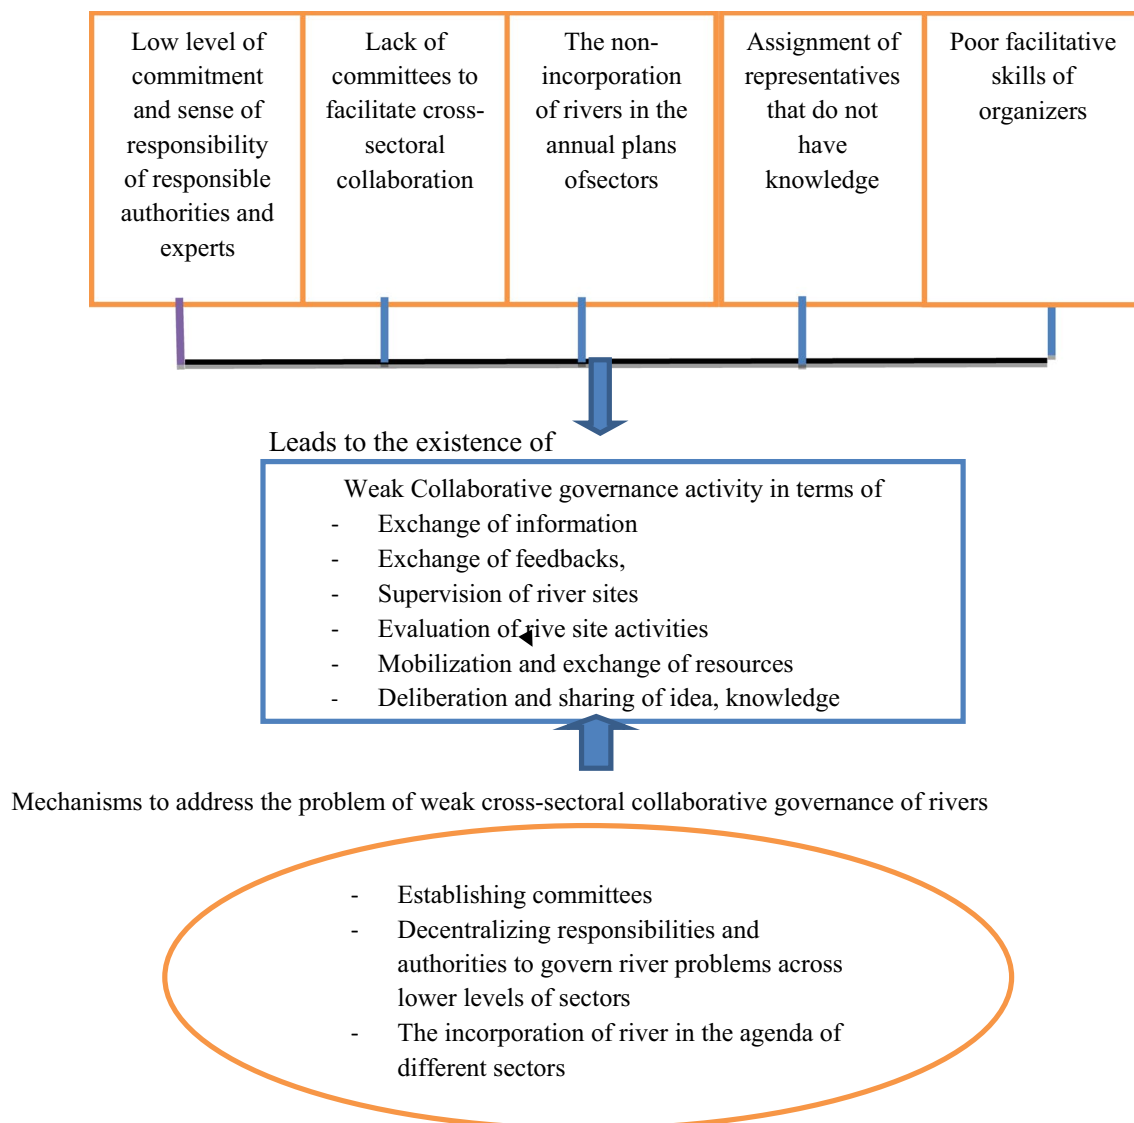 Low level of
commitment
and sense of
responsibility
of responsible
authorities and
experts
Lack of
committees to
facilitate cross-
sectoral
collaboration
The non-
incorporation
of rivers in the
annual plans
ofsectors
Assignment of
representatives
that do not
have
knowledge
Poor facilitative
skills of
organizers
Leads to the existence of
Weak Collaborative governance activity in terms of
- Exchange of information
- Exchange of feedbacks,
- Supervision of river sites
- Evaluation of rive site activities
- Mobilization and exchange of resources
- Deliberation and sharing of idea, knowledge
Mechanisms to address the problem of weak cross-sectoral collaborative governance of rivers
- Establishing committees
- Decentralizing responsibilities and
authorities to govern river problems across
lower levels of sectors
- The incorporation of river in the agenda of
different sectors